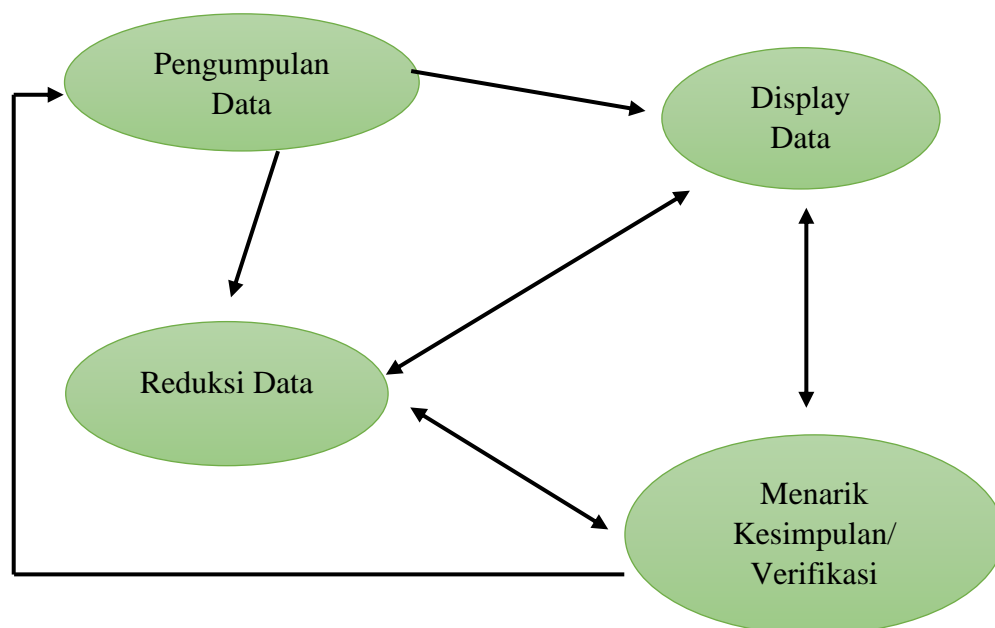 Pengumpulan
Data
Display
Data
Reduksi Data
Menarik
Kesimpulan/
Verifikasi